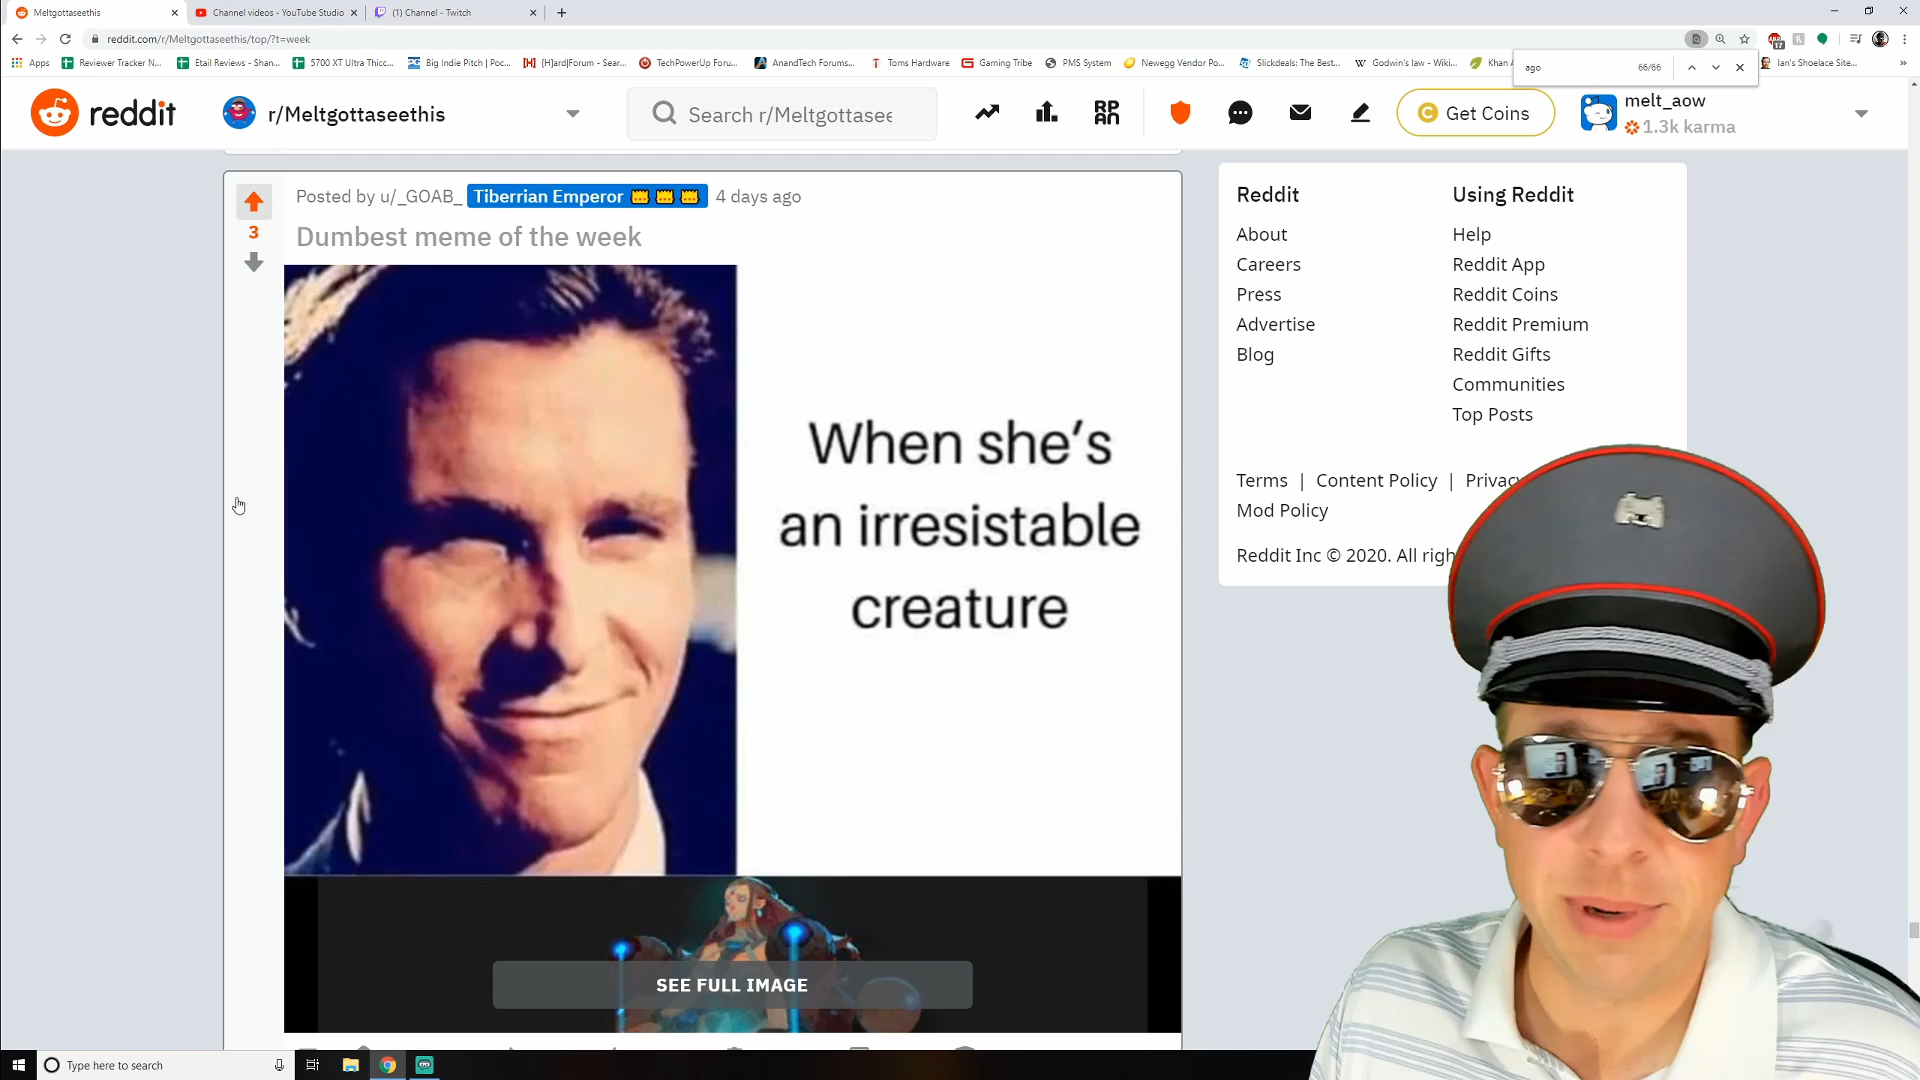 Meltgottaseethis
Channel videos - YouTube Studio
(1) Channel - Twitch
reddit.com/r/Meltgottaseethis/top/?t=week
17
Apps
Reviewer Tracker N...
Etail Reviews - Shan...
5700 XT Ultra Thicc...
Big Indie Pitch | Poc...
[H]ard|Forum - Sear...
TechPowerUp Foru...
AnandTech Forums...
Toms Hardware
Gaming Tribe
PMS System
Newegg Vendor Po...
Slickdeals: The Best...
Godwin's law - Wiki...
Khan A
Ian's Shoelace Site...
ago
66/66
reddit
r/Meltgottaseethis
Search r/Meltgottasee
RPAN
Get Coins
melt_aow
1.3k karma
Posted by u/_GOAB_ Tiberrian Emperor 4 days ago
3
Dumbest meme of the week
When she's
an irresistable
creature
SEE FULL IMAGE
Reddit
About
Careers
Press
Advertise
Blog
Using Reddit
Help
Reddit App
Reddit Coins
Reddit Premium
Reddit Gifts
Communities
Top Posts
Terms | Content Policy | Privacy
Mod Policy
Reddit Inc © 2020. All righ
Type here to search